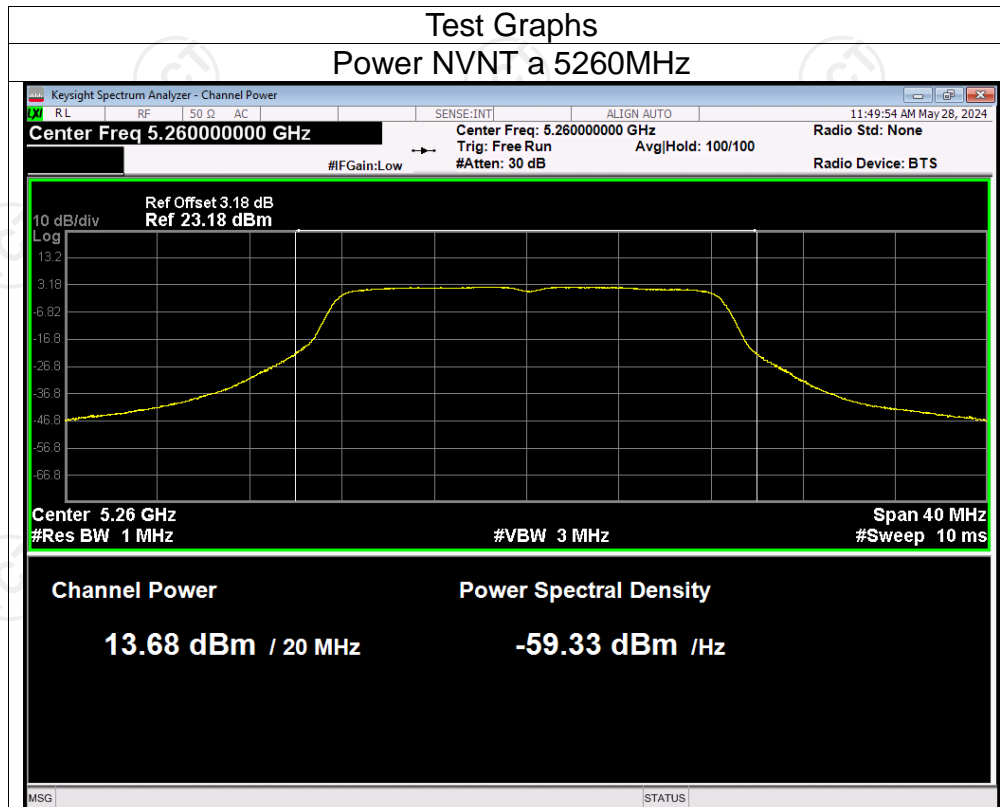 Test Graphs
Power NVNT a 5260MHz
Keysight Spectrum Analyzer - Channel Power
LXI RL RF 50 Ω AC SENSE:INT ALIGN AUTO 11:49:54 AM May 28, 2024
Center Freq 5.260000000 GHz Center Freq: 5.260000000 GHz Radio Std: None
Trig: Free Run Avg|Hold: 100/100
#IFGain:Low #Atten: 30 dB Radio Device: BTS
Ref Offset 3.18 dB
10 dB/div Ref 23.18 dBm
Log
13.2
3.18
-6.82
-16.8
-26.8
-36.8
-46.8
-56.8
-66.8
Center 5.26 GHz Span 40 MHz
#Res BW 1 MHz #VBW 3 MHz #Sweep 10 ms
Channel Power Power Spectral Density
13.68 dBm / 20 MHz -59.33 dBm /Hz
MSG STATUS